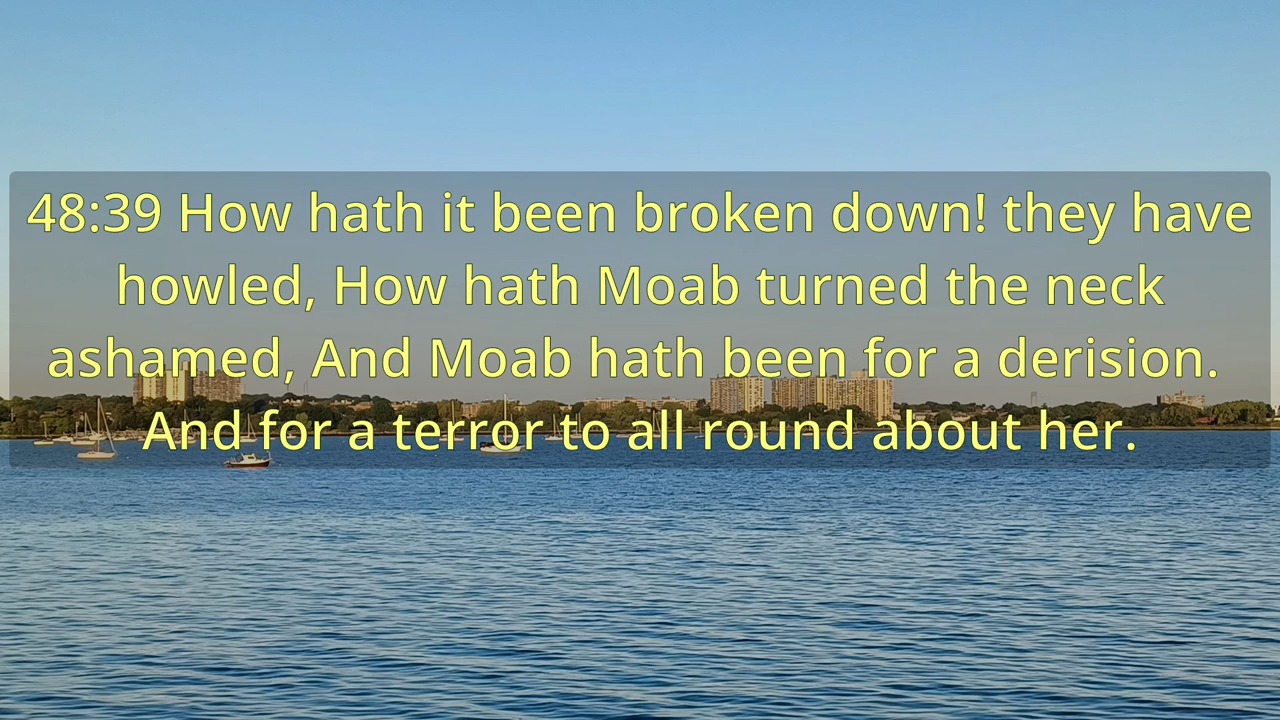 48:39 How hath it been broken down! they have
howled, How hath Moab turned the neck
ashamed, And Moab hath been for a derision.
And for a terror to all round about her.